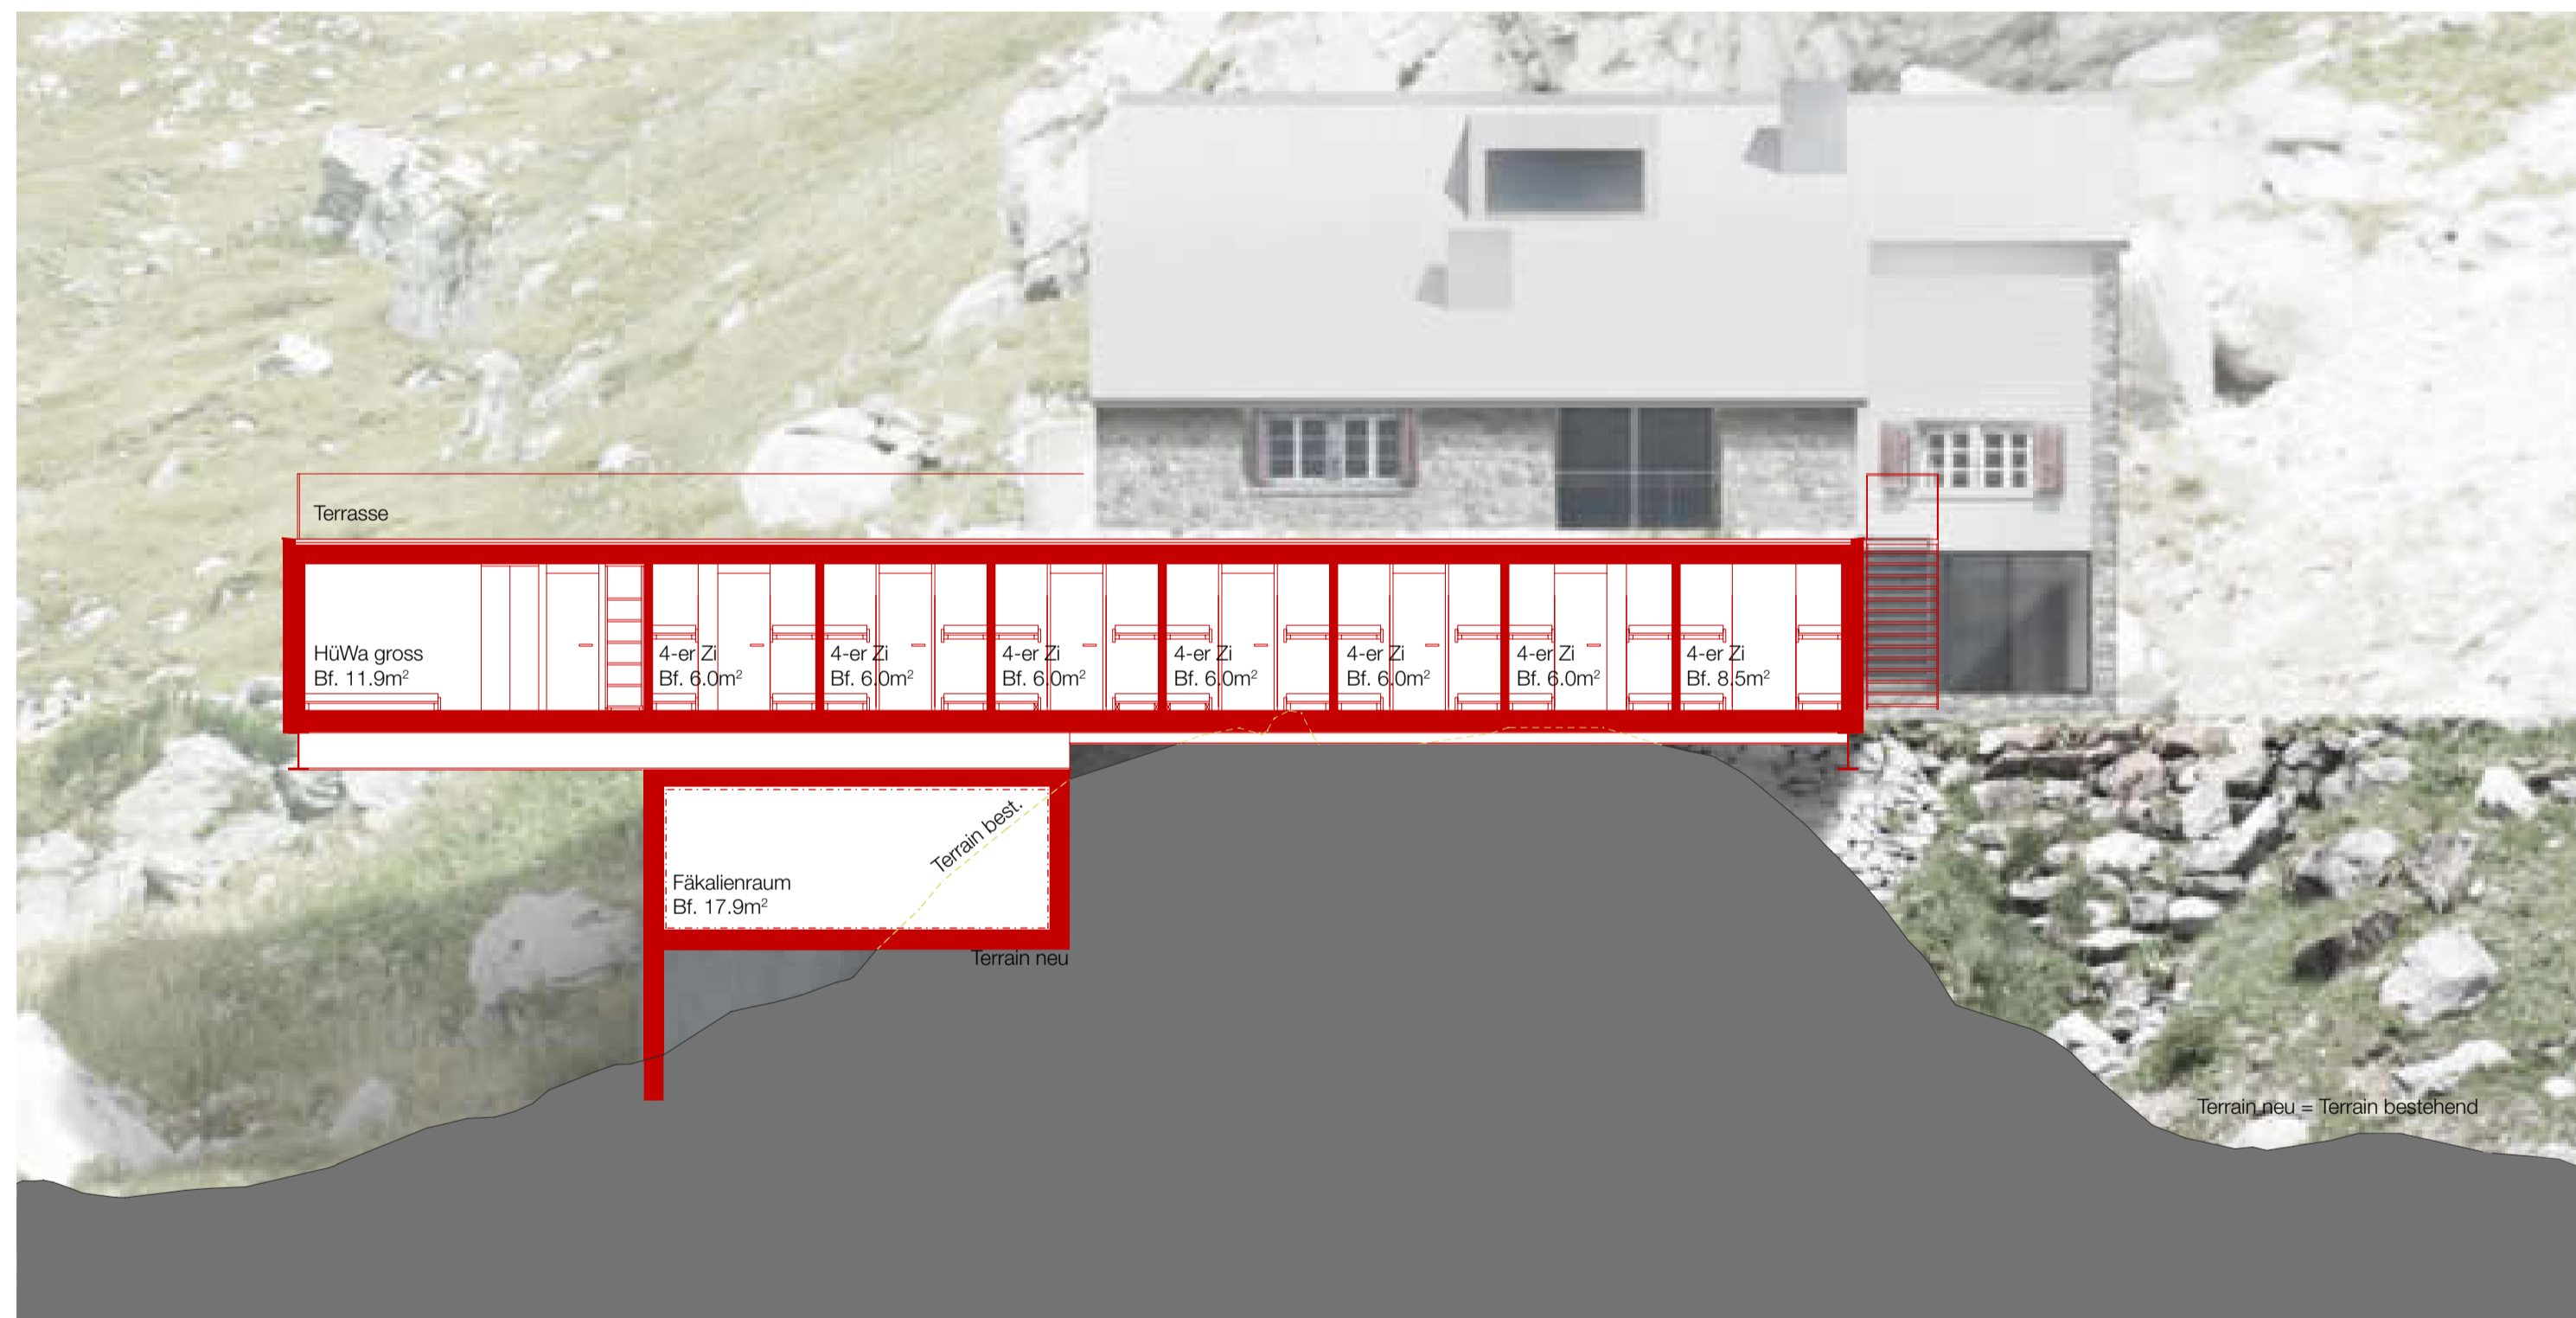 Terrasse
HüWa gross
Bf. 11.9m²
4-er Zi
Bf. 6.0m²
4-er Zi
Bf. 6.0m²
4-er Zi
Bf. 6.0m²
4-er Zi
Bf. 6.0m²
4-er Zi
Bf. 6.0m²
4-er Zi
Bf. 6.0m²
4-er Zi
Bf. 8.5m²
Terrain best.
Fäkalienraum
Bf. 17.9m²
Terrain neu
Terrain neu = Terrain bestehend